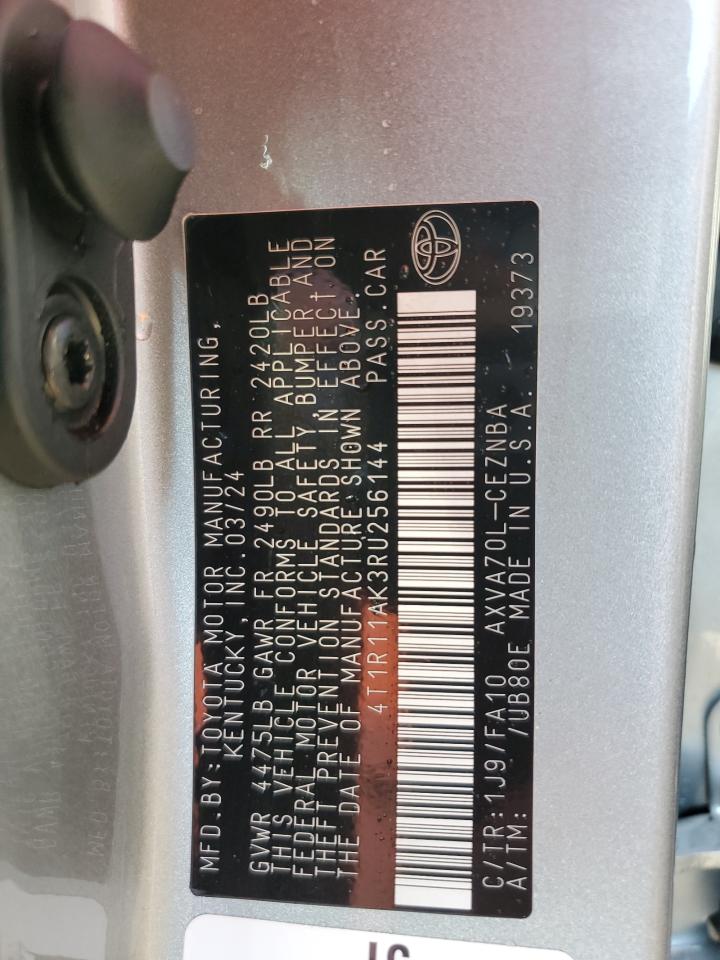 MFD.BY:TOYOTA MOTOR MANUFACTURING,
KENTUCKY, INC.03/24
GVWR 4475LB GAWR FR 2490LB RR 2420LB
THIS VEHICLE CONFORMS TO ALL APPLICABLE
FEDERAL MOTOR VEHICLE SAFETY, BUMPER AND
THEFT PREVENTION STANDARDS IN EFFECT ON
THE DATE OF MANUFACTURE SHOWN ABOVE.
4T1R11AK3RU256144 PASS.CAR
C/TR:1J9/FA10 AXVA70L-CEZNBA
A/TM: /UB80E MADE IN U.S.A. 19373